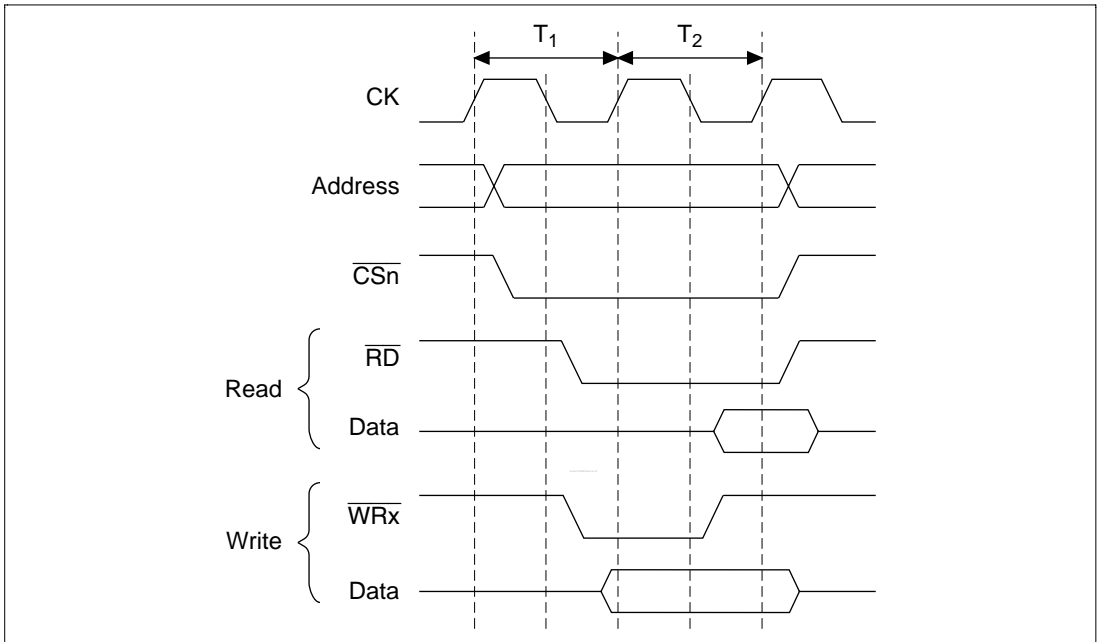 T1 T2
CK
Address
CSn
RD
Read
Data
WRx
Write
Data